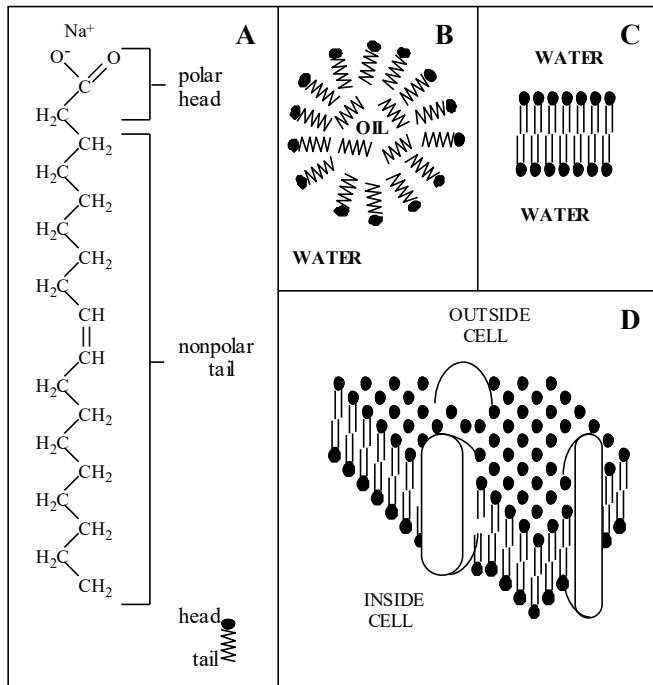 A
Na⁺
O⁻ O
C
H₂C
CH₂
H₂C
CH₂
H₂C
CH₂
H₂C
CH
CH
H₂C
CH₂
H₂C
CH₂
H₂C
CH₂
H₂C
CH₂
polar
head
nonpolar
tail
head
tail
B
OIL
WATER
C
WATER
WATER
D
OUTSIDE
CELL
INSIDE
CELL